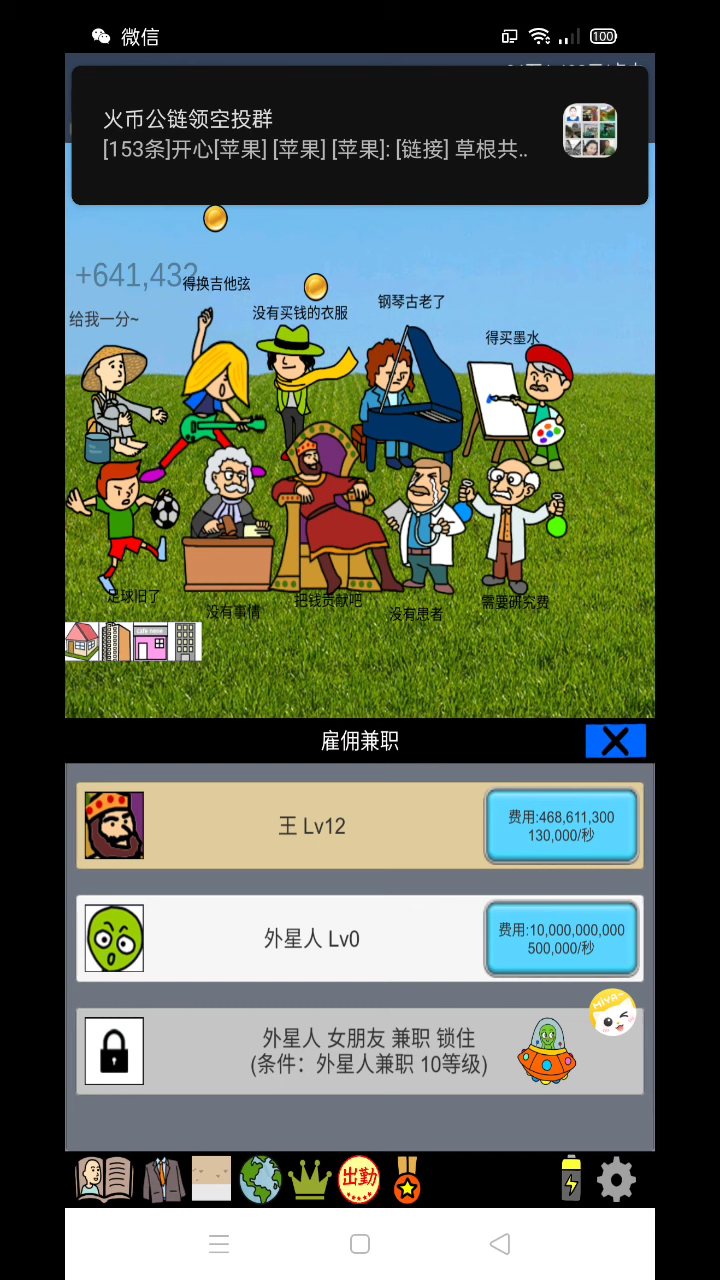 微信
100
火币公链领空投群
[153条]开心[苹果] [苹果] [苹果]: [链接] 草根共..
+641,432
得换吉他弦
没有买钱的衣服
钢琴古老了
给我一分~
得买墨水
足球旧了
没有事情
把钱贡献吧
没有患者
需要研究费
雇佣兼职
X
王 Lv12
费用:468,611,300
130,000/秒
外星人 Lv0
费用:10,000,000,000
500,000/秒
外星人 女朋友 兼职 锁住
(条件：外星人兼职 10等级)
出勤